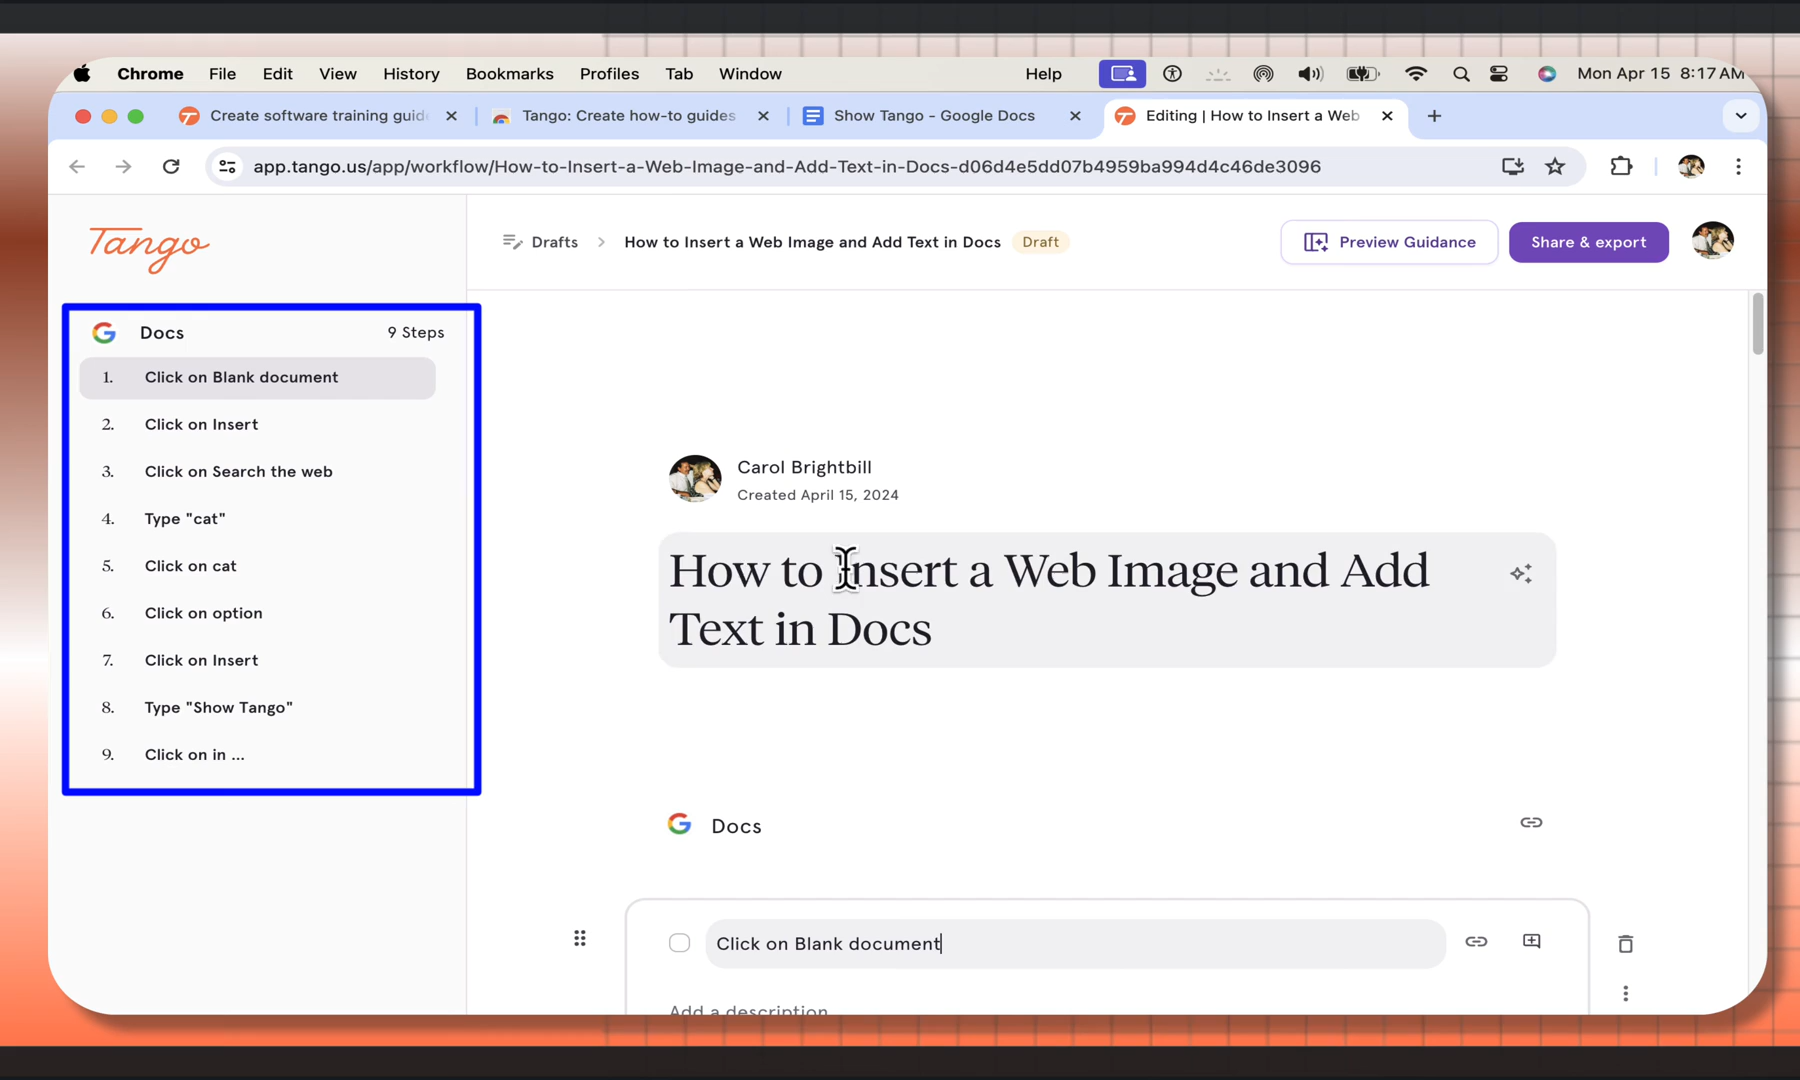 Chrome File Edit View History Bookmarks Profiles Tab Window Help Mon Apr 15 8:17 AM
Create software training guid Tango: Create how-to guides Show Tango - Google Docs Editing | How to Insert a Web
app.tango.us/app/workflow/How-to-Insert-a-Web-Image-and-Add-Text-in-Docs-d06d4e5dd07b4959ba994d4c46de3096
Tango
Drafts > How to Insert a Web Image and Add Text in Docs Draft Preview Guidance Share & export
Docs 9 Steps
1. Click on Blank document
2. Click on Insert
3. Click on Search the web
4. Type "cat"
5. Click on cat
6. Click on option
7. Click on Insert
8. Type "Show Tango"
9. Click on in ...
Carol Brightbill
Created April 15, 2024
How to Insert a Web Image and Add
Text in Docs
Docs
Click on Blank document
Add a description